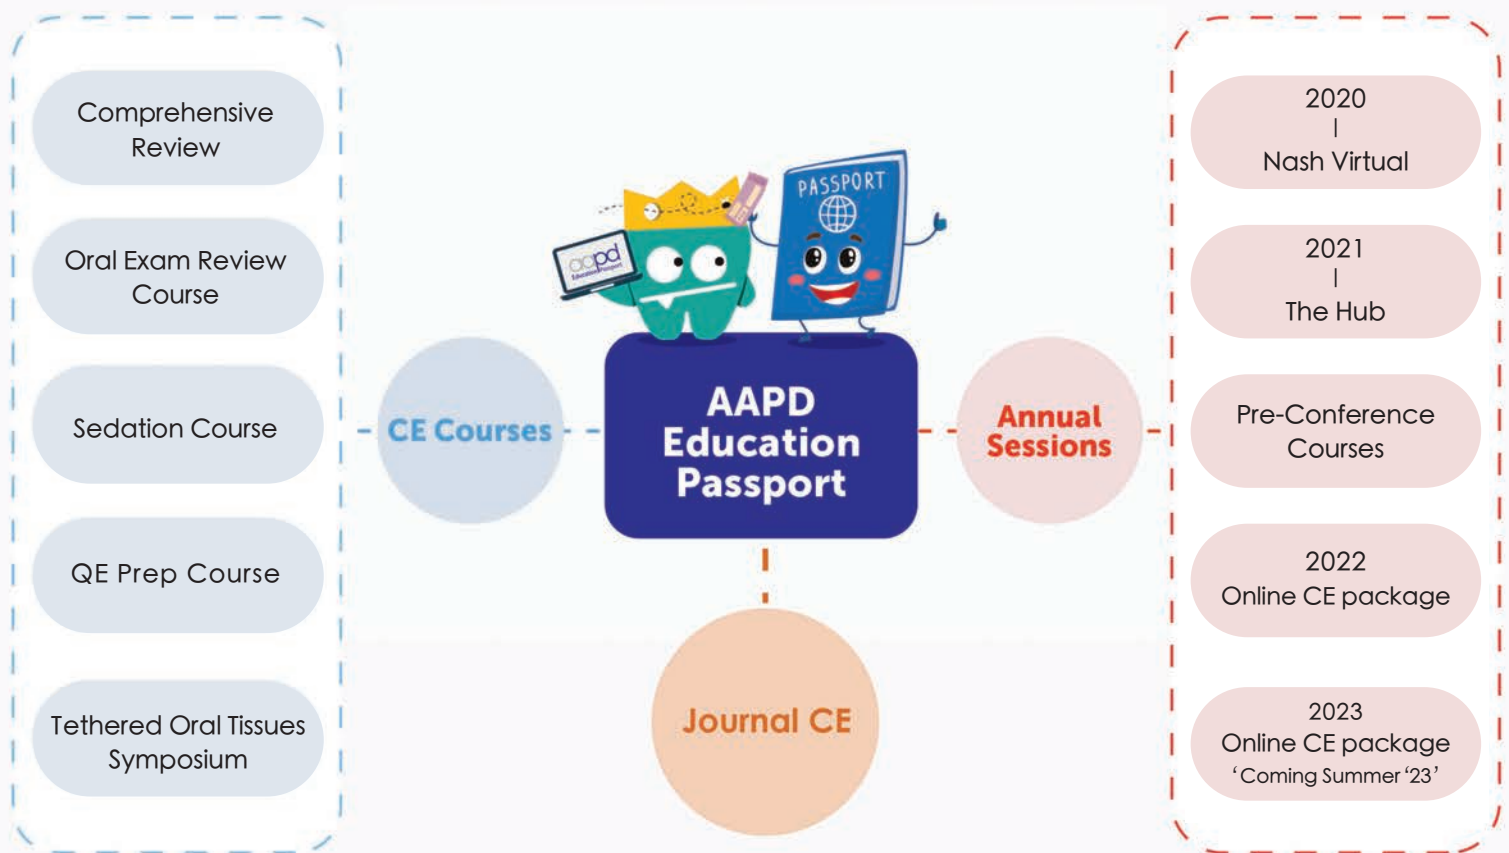 Comprehensive
Review
Oral Exam Review
Course
Sedation Course
QE Prep Course
Tethered Oral Tissues
Symposium
CE Courses
PASSPORT
aapd
Education Passport
AAPD
Education
Passport
Journal CE
Annual
Sessions
2020
|
Nash Virtual
2021
|
The Hub
Pre-Conference
Courses
2022
Online CE package
2023
Online CE package
‘Coming Summer ‘23’